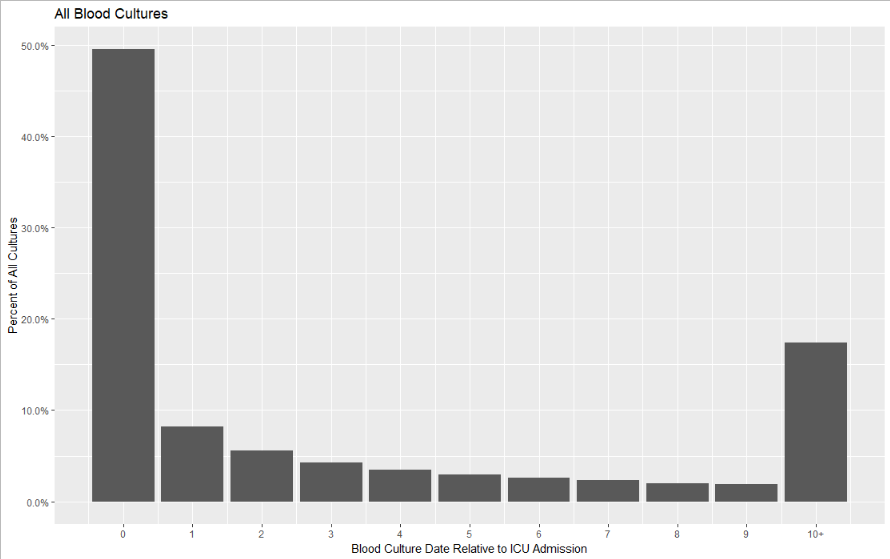 All Blood Cultures
Percent of All Cultures
50.0%
40.0%
30.0%
20.0%
10.0%
0.0%
0 1 2 3 4 5 6 7 8 9 10+
Blood Culture Date Relative to ICU Admission